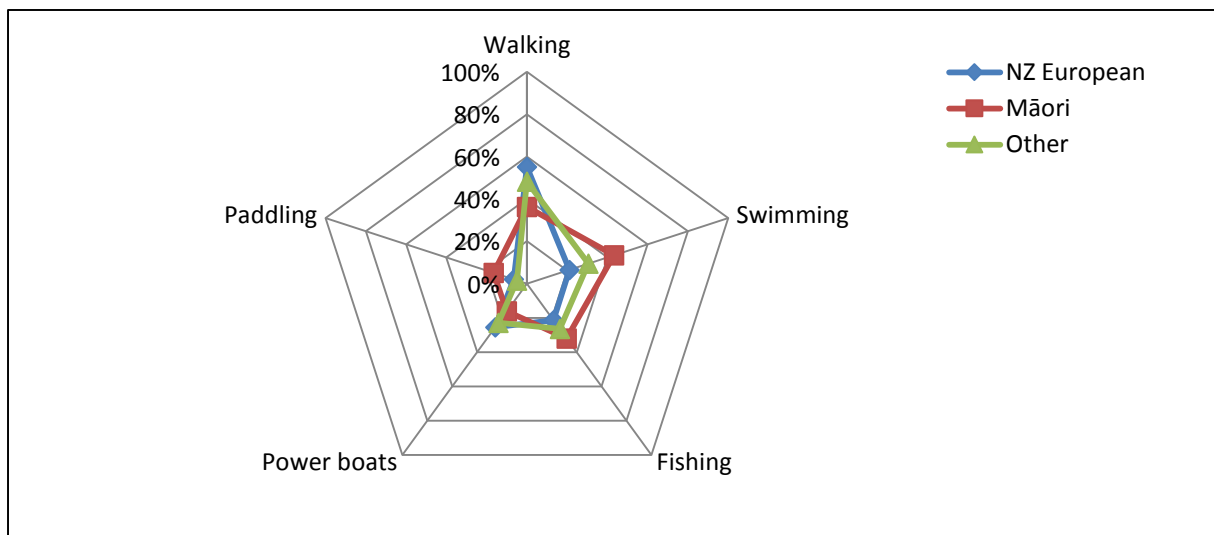 Walking
100%
80%
60%
40%
20%
0%
Swimming
Fishing
Power boats
Paddling
NZ European
Māori
Other